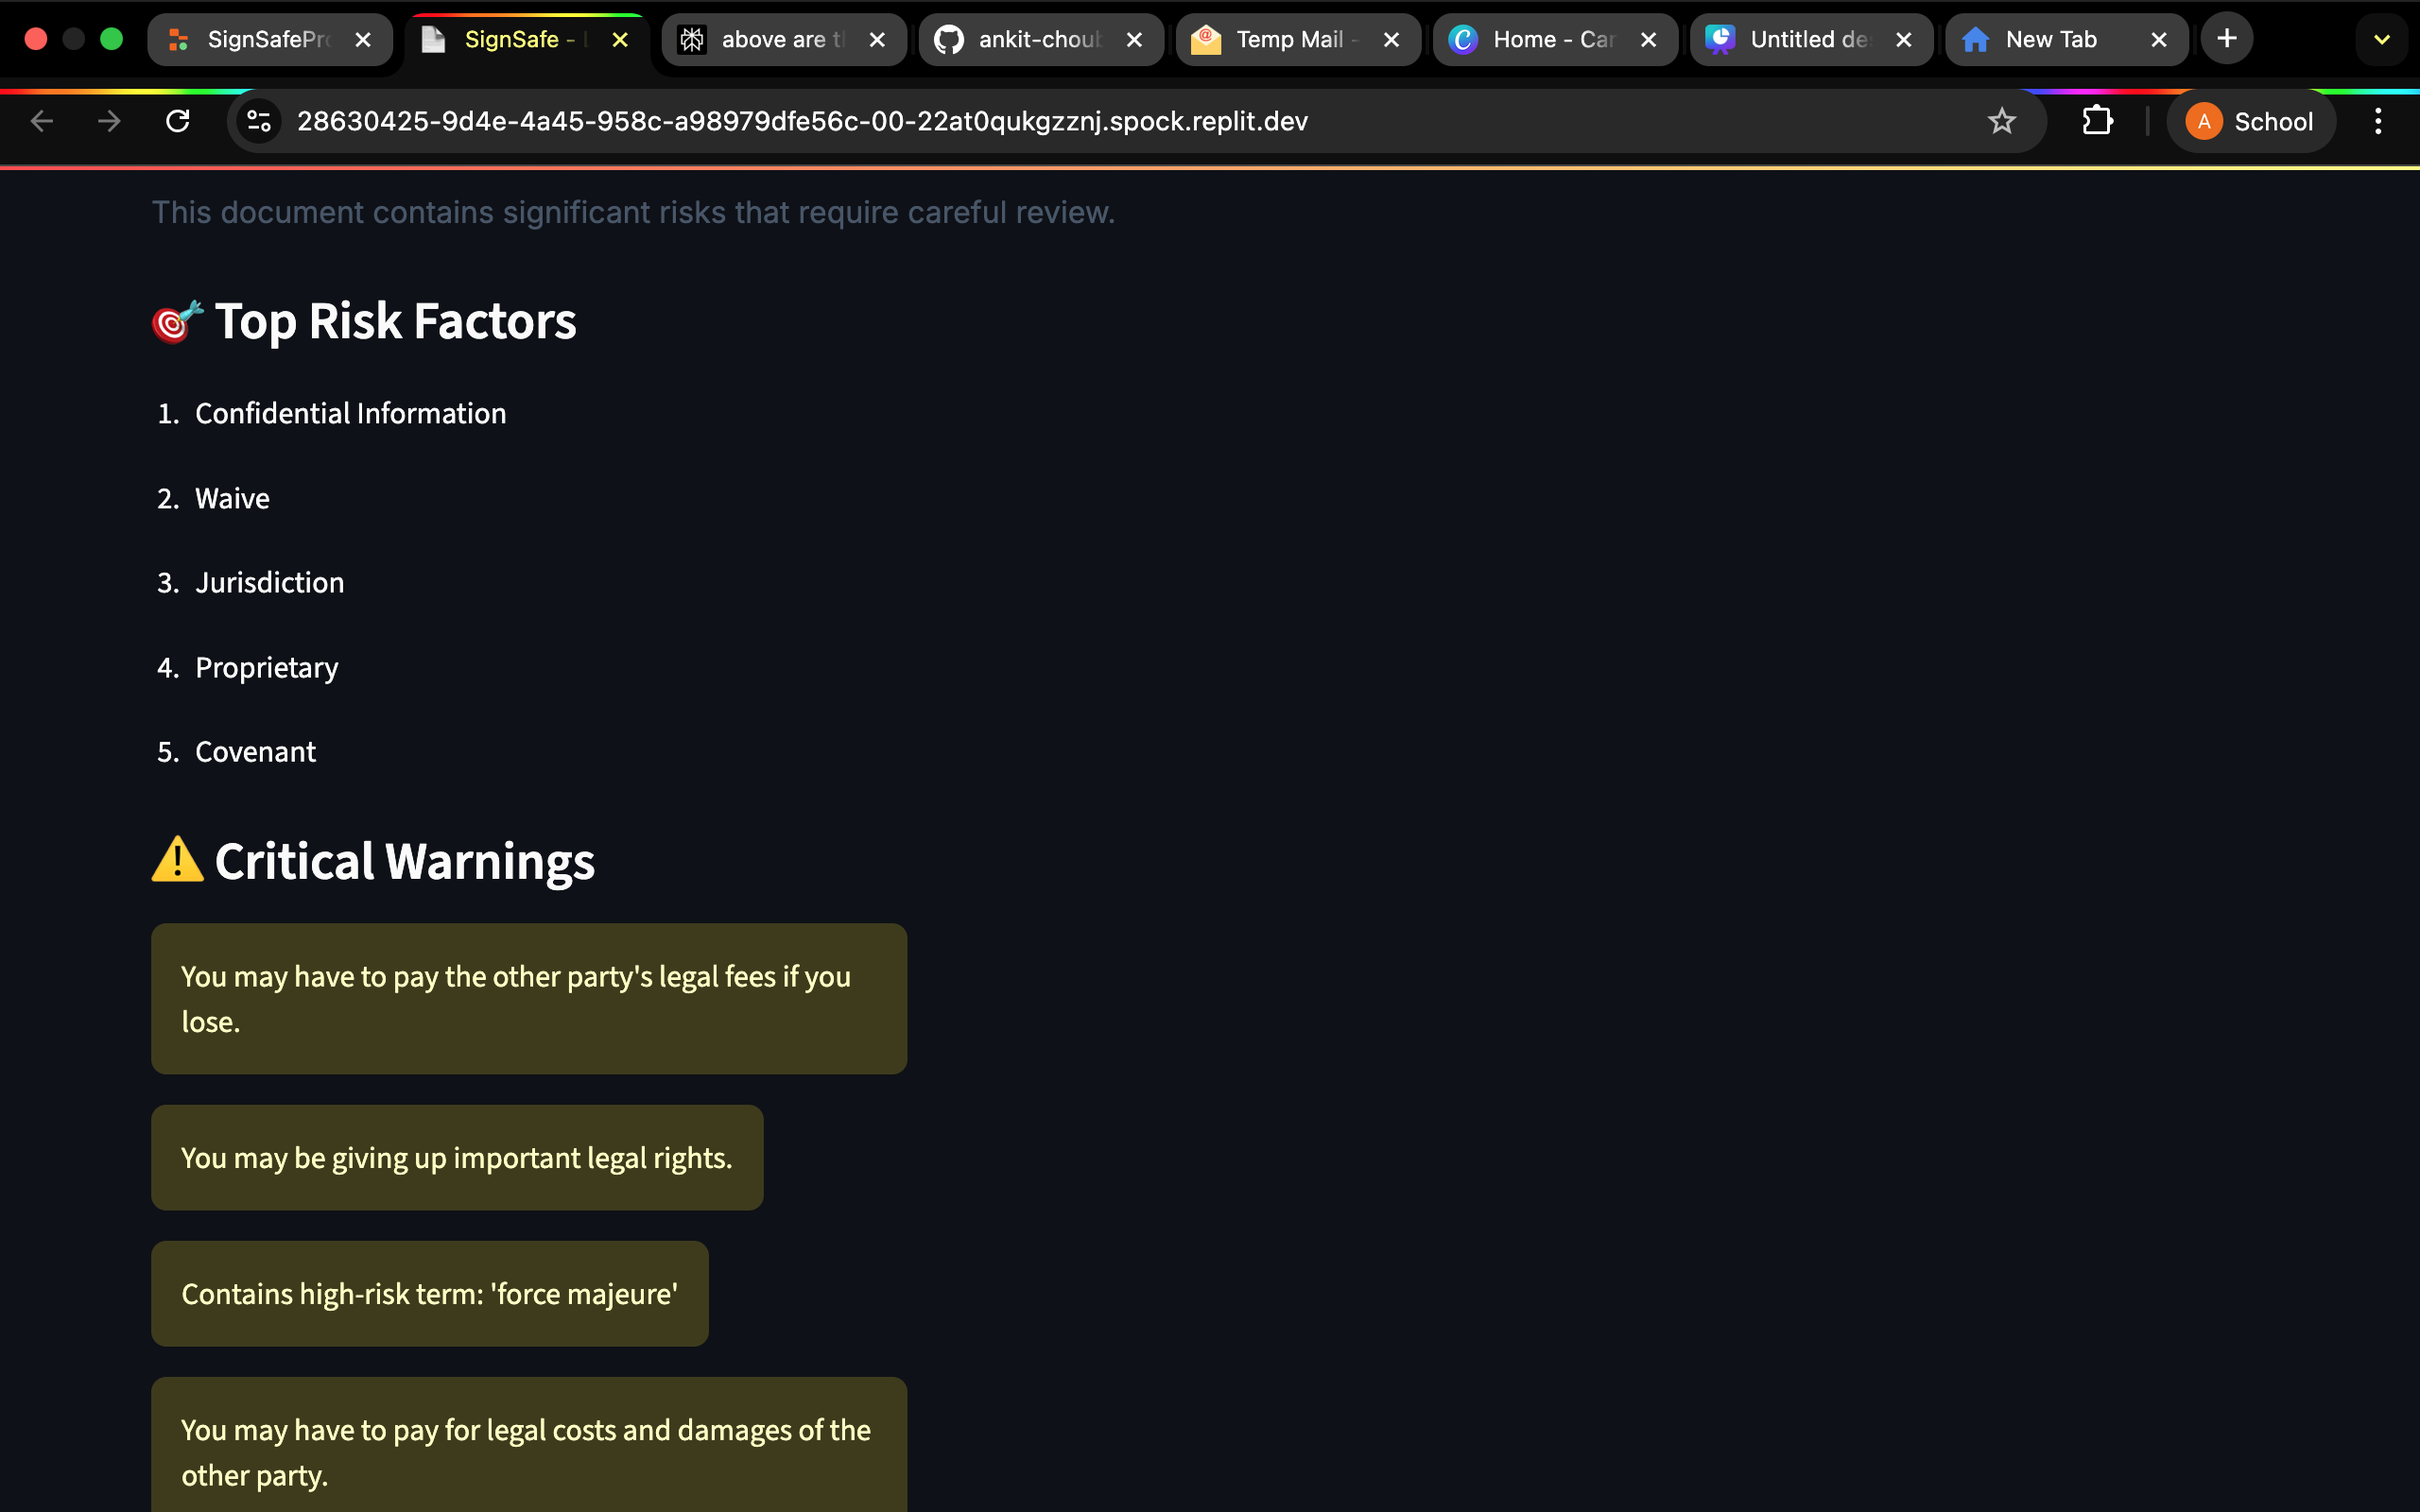 SignSafePro
SignSafe -
above are t
ankit-choub
Temp Mail -
Home - Car
Untitled de
New Tab
28630425-9d4e-4a45-958c-a98979dfe56c-00-22at0qukgzznj.spock.replit.dev
A School
This document contains significant risks that require careful review.
🎯 Top Risk Factors
1. Confidential Information
2. Waive
3. Jurisdiction
4. Proprietary
5. Covenant
⚠️ Critical Warnings
You may have to pay the other party's legal fees if you
lose.
You may be giving up important legal rights.
Contains high-risk term: 'force majeure'
You may have to pay for legal costs and damages of the
other party.